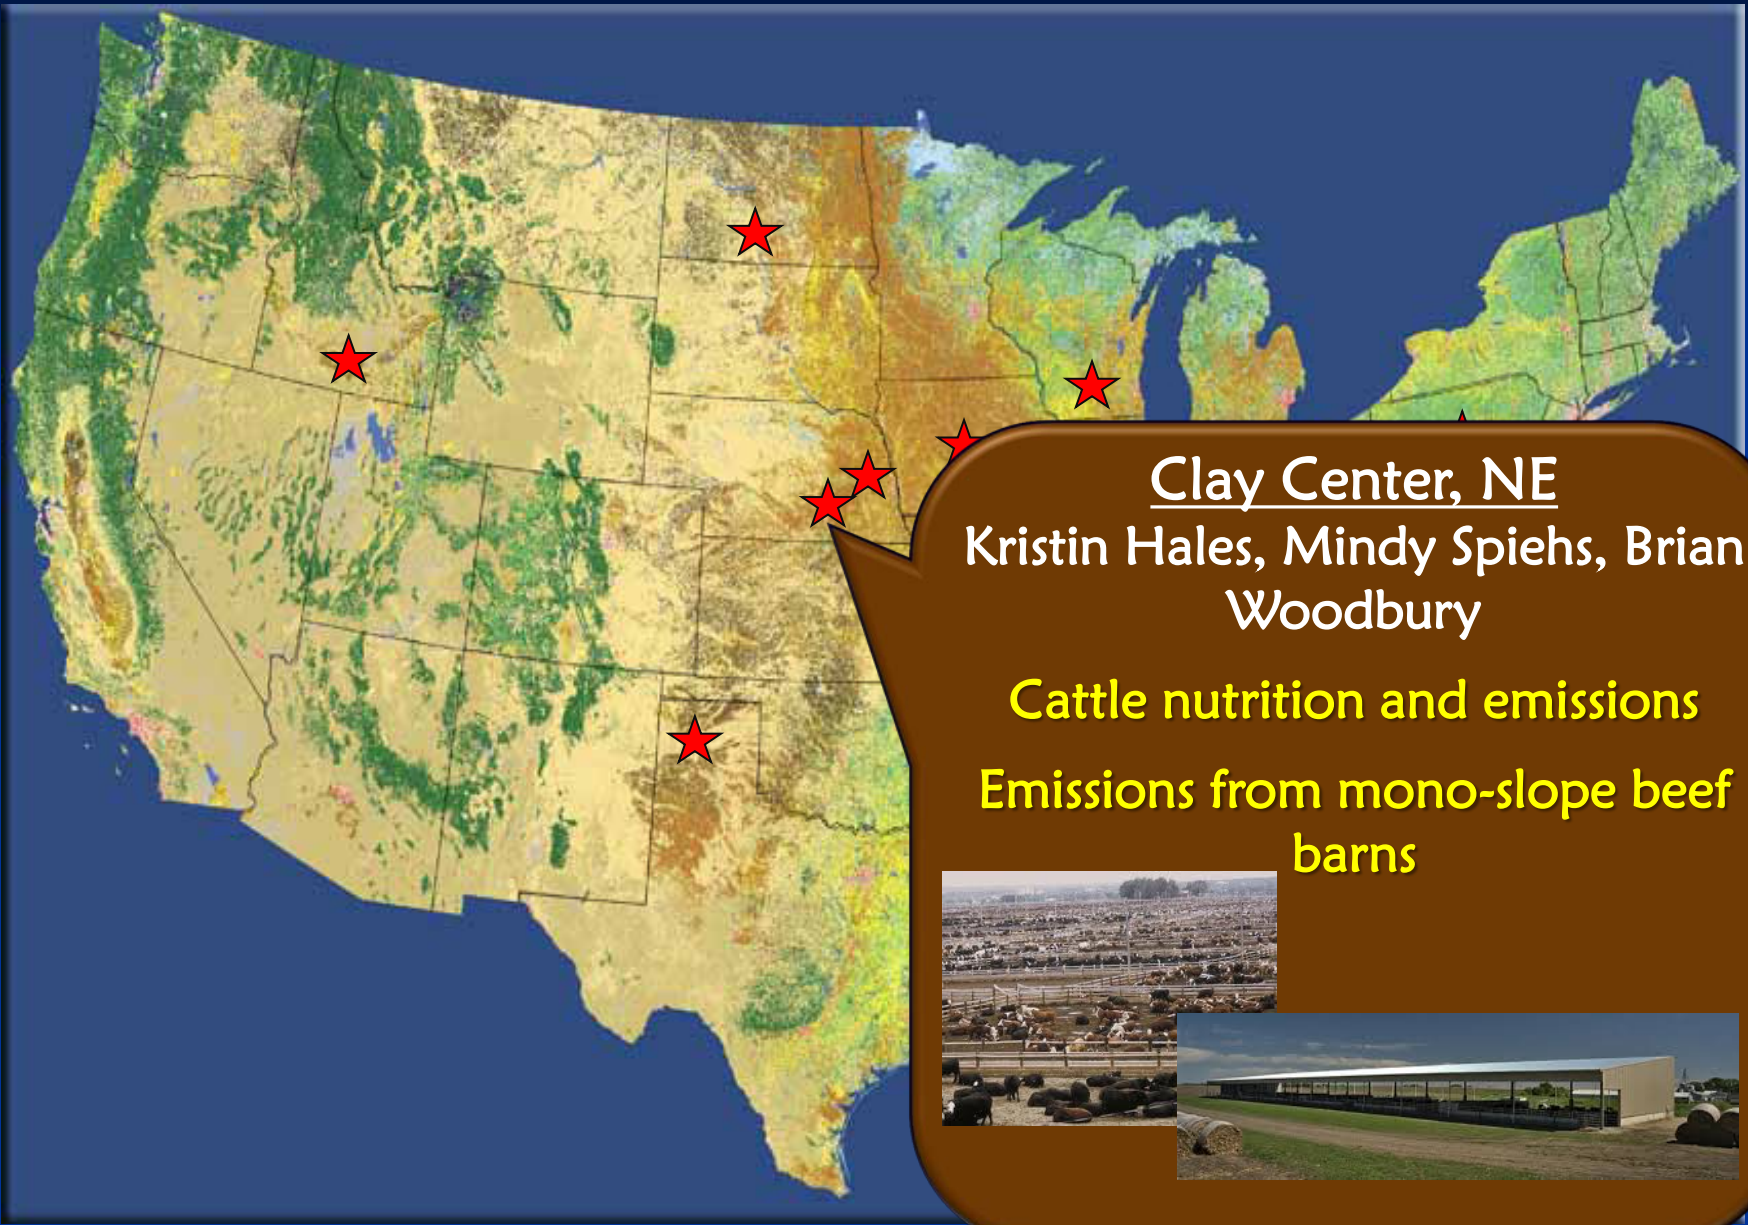 Clay Center, NE
Kristin Hales, Mindy Spiehs, Brian
Woodbury
Cattle nutrition and emissions
Emissions from mono-slope beef
barns